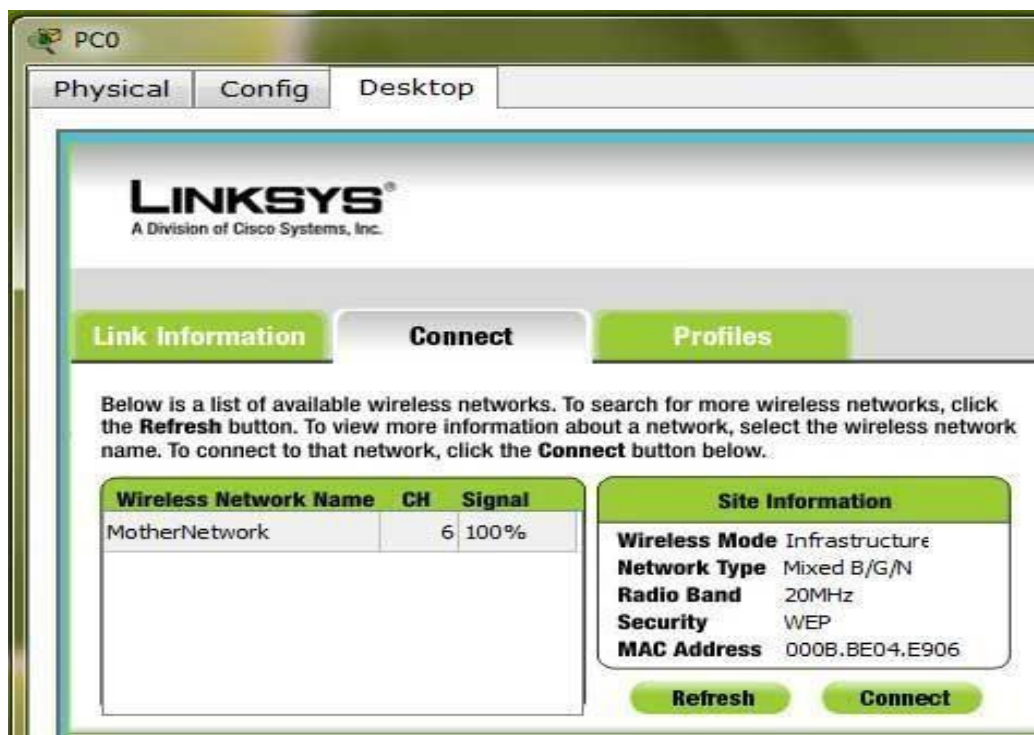 PC0
Physical Config Desktop
LINKSYS®
A Division of Cisco Systems, Inc.
Link Information Connect Profiles
Below is a list of available wireless networks. To search for more wireless networks, click
the Refresh button. To view more information about a network, select the wireless network
name. To connect to that network, click the Connect button below.
Wireless Network Name CH Signal
MotherNetwork 6 100%
Site Information
Wireless Mode Infrastructure
Network Type Mixed B/G/N
Radio Band 20MHz
Security WEP
MAC Address 000B.BE04.E906
Refresh Connect